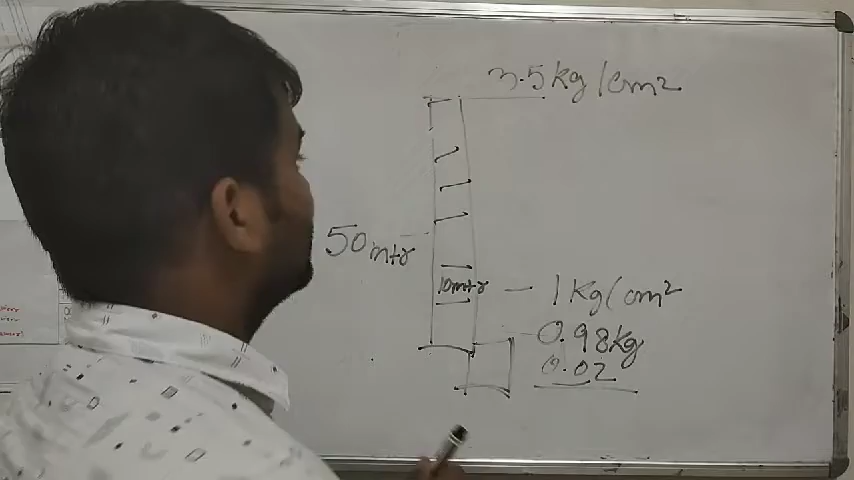 3.5kg/cm2
50mtr
10mtr – 1kg/cm2
0.98kg
0.02